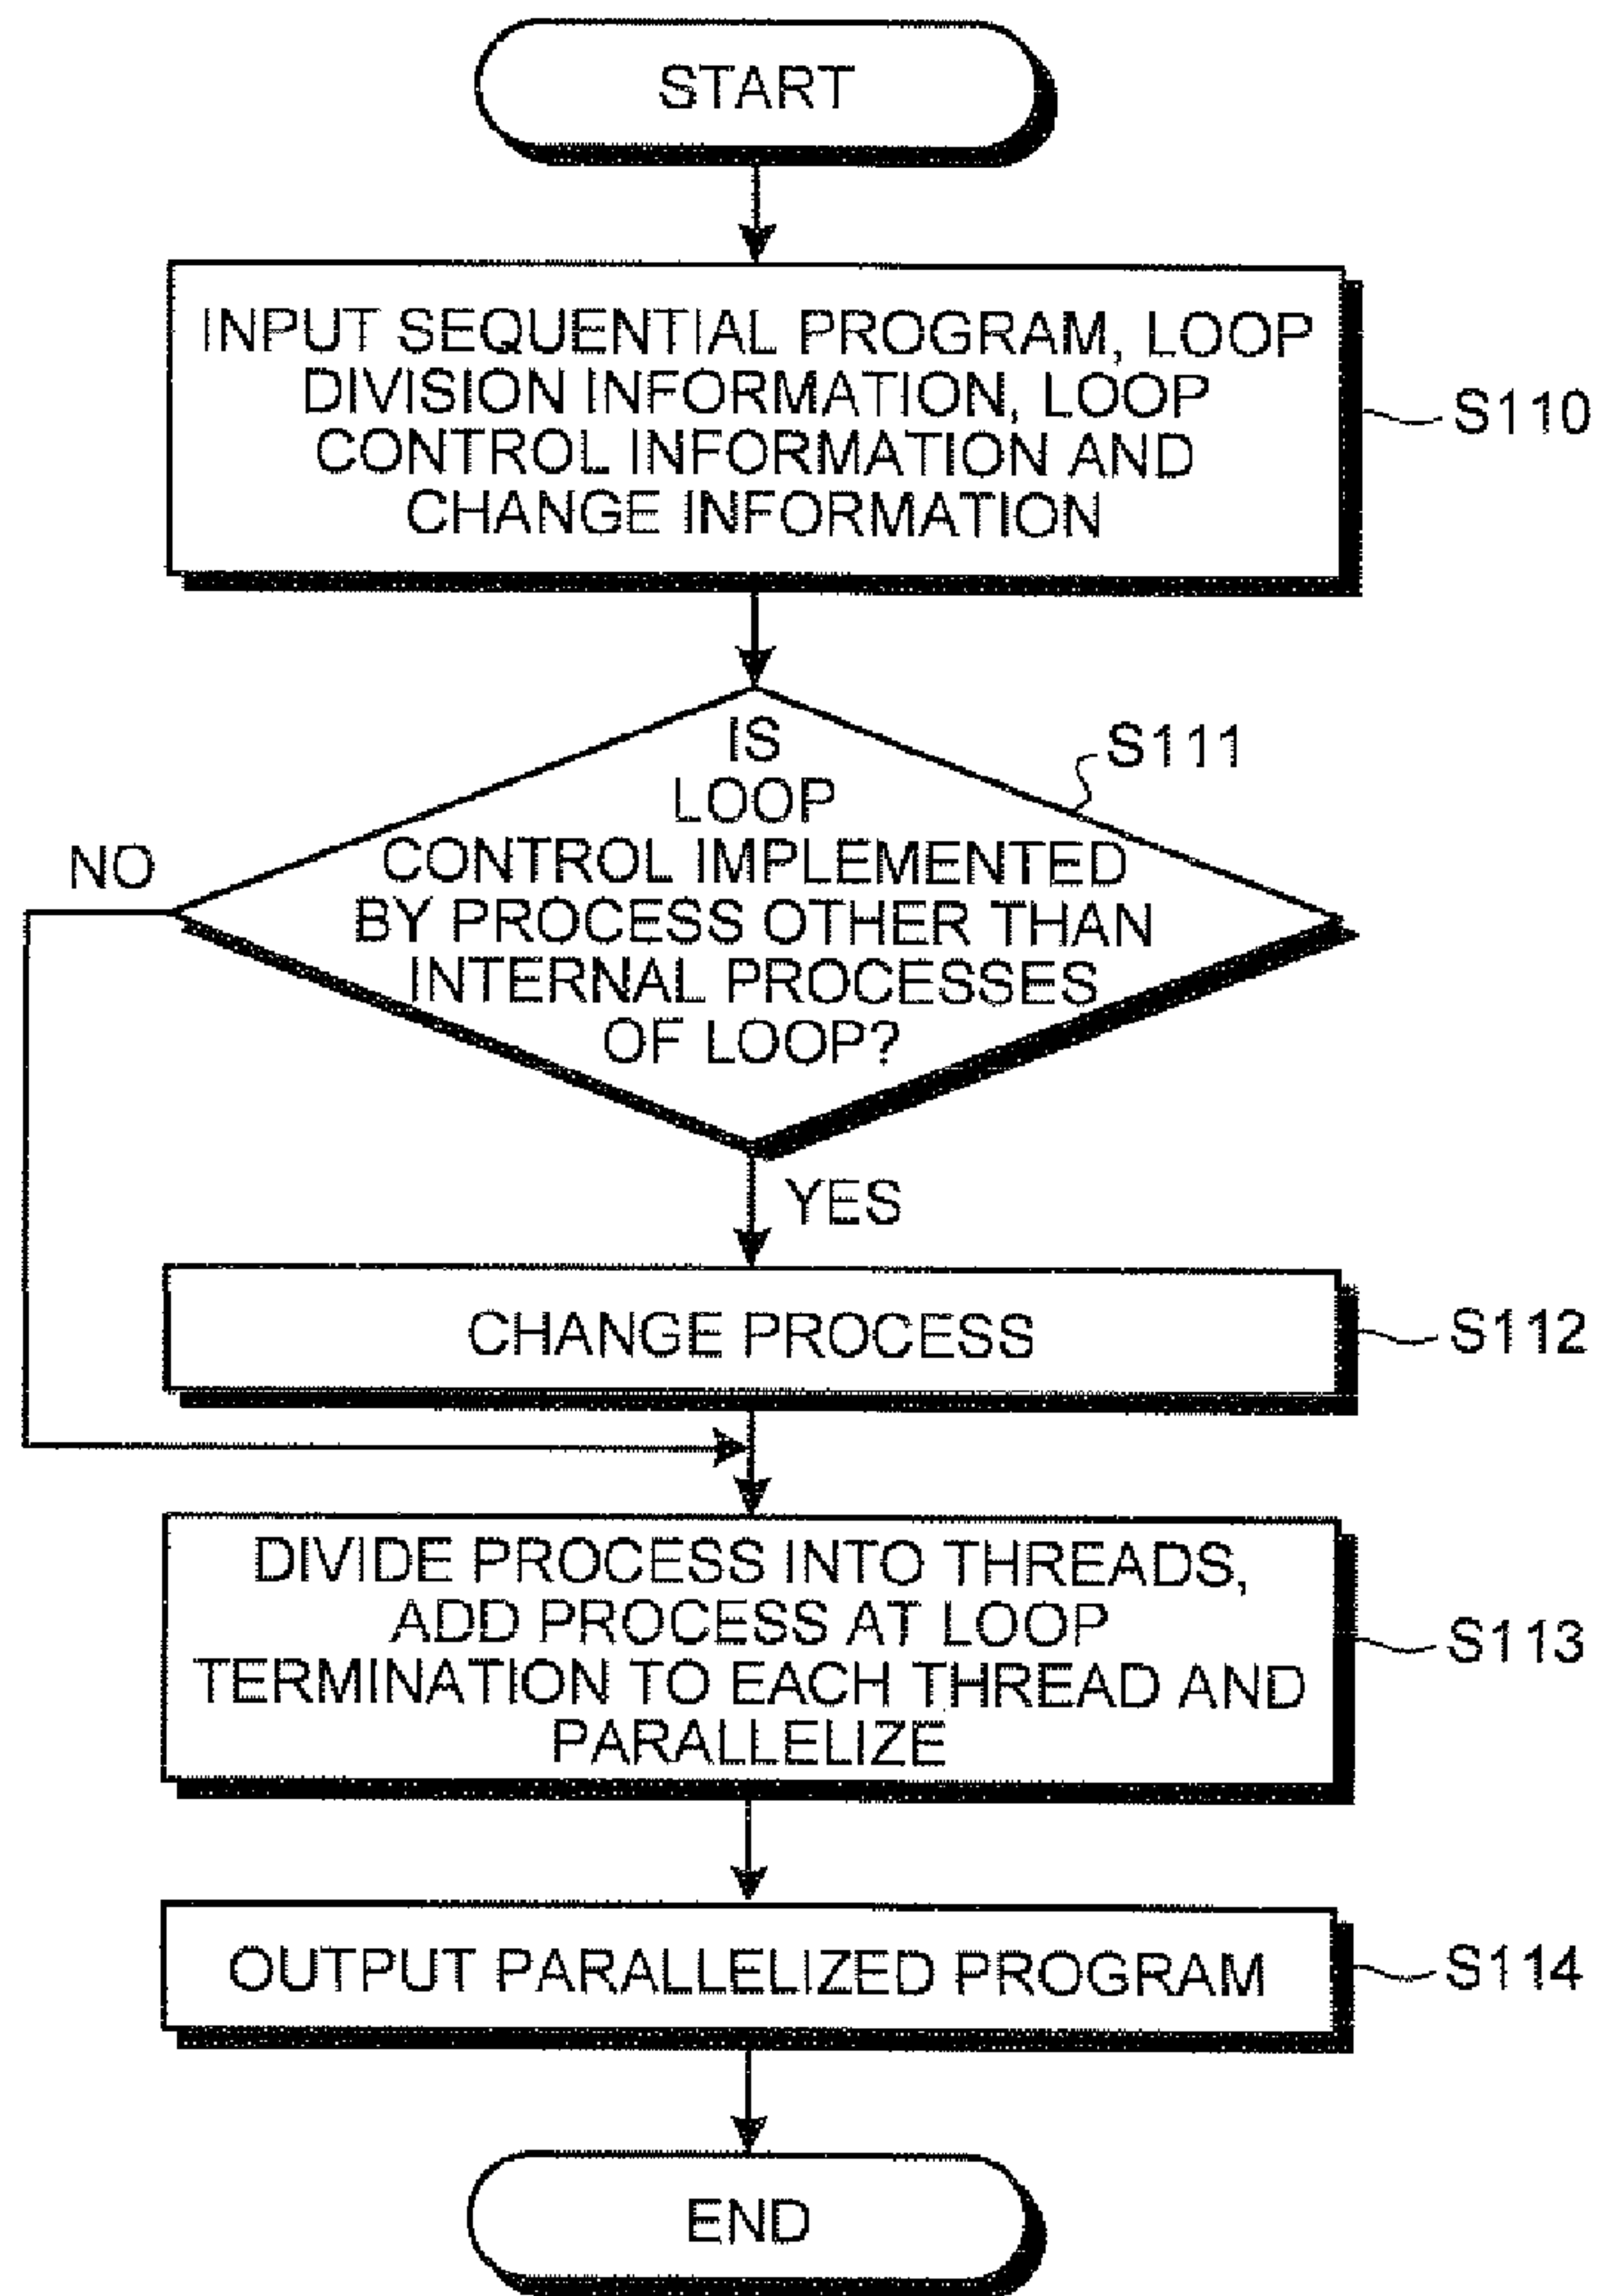 START
INPUT SEQUENTIAL PROGRAM, LOOP
DIVISION INFORMATION, LOOP
CONTROL INFORMATION AND
CHANGE INFORMATION
S110
IS
LOOP
CONTROL IMPLEMENTED
BY PROCESS OTHER THAN
INTERNAL PROCESSES
OF LOOP?
S111
NO
YES
CHANGE PROCESS
S112
DIVIDE PROCESS INTO THREADS,
ADD PROCESS AT LOOP
TERMINATION TO EACH THREAD AND
PARALLELIZE
S113
OUTPUT PARALLELIZED PROGRAM
S114
END